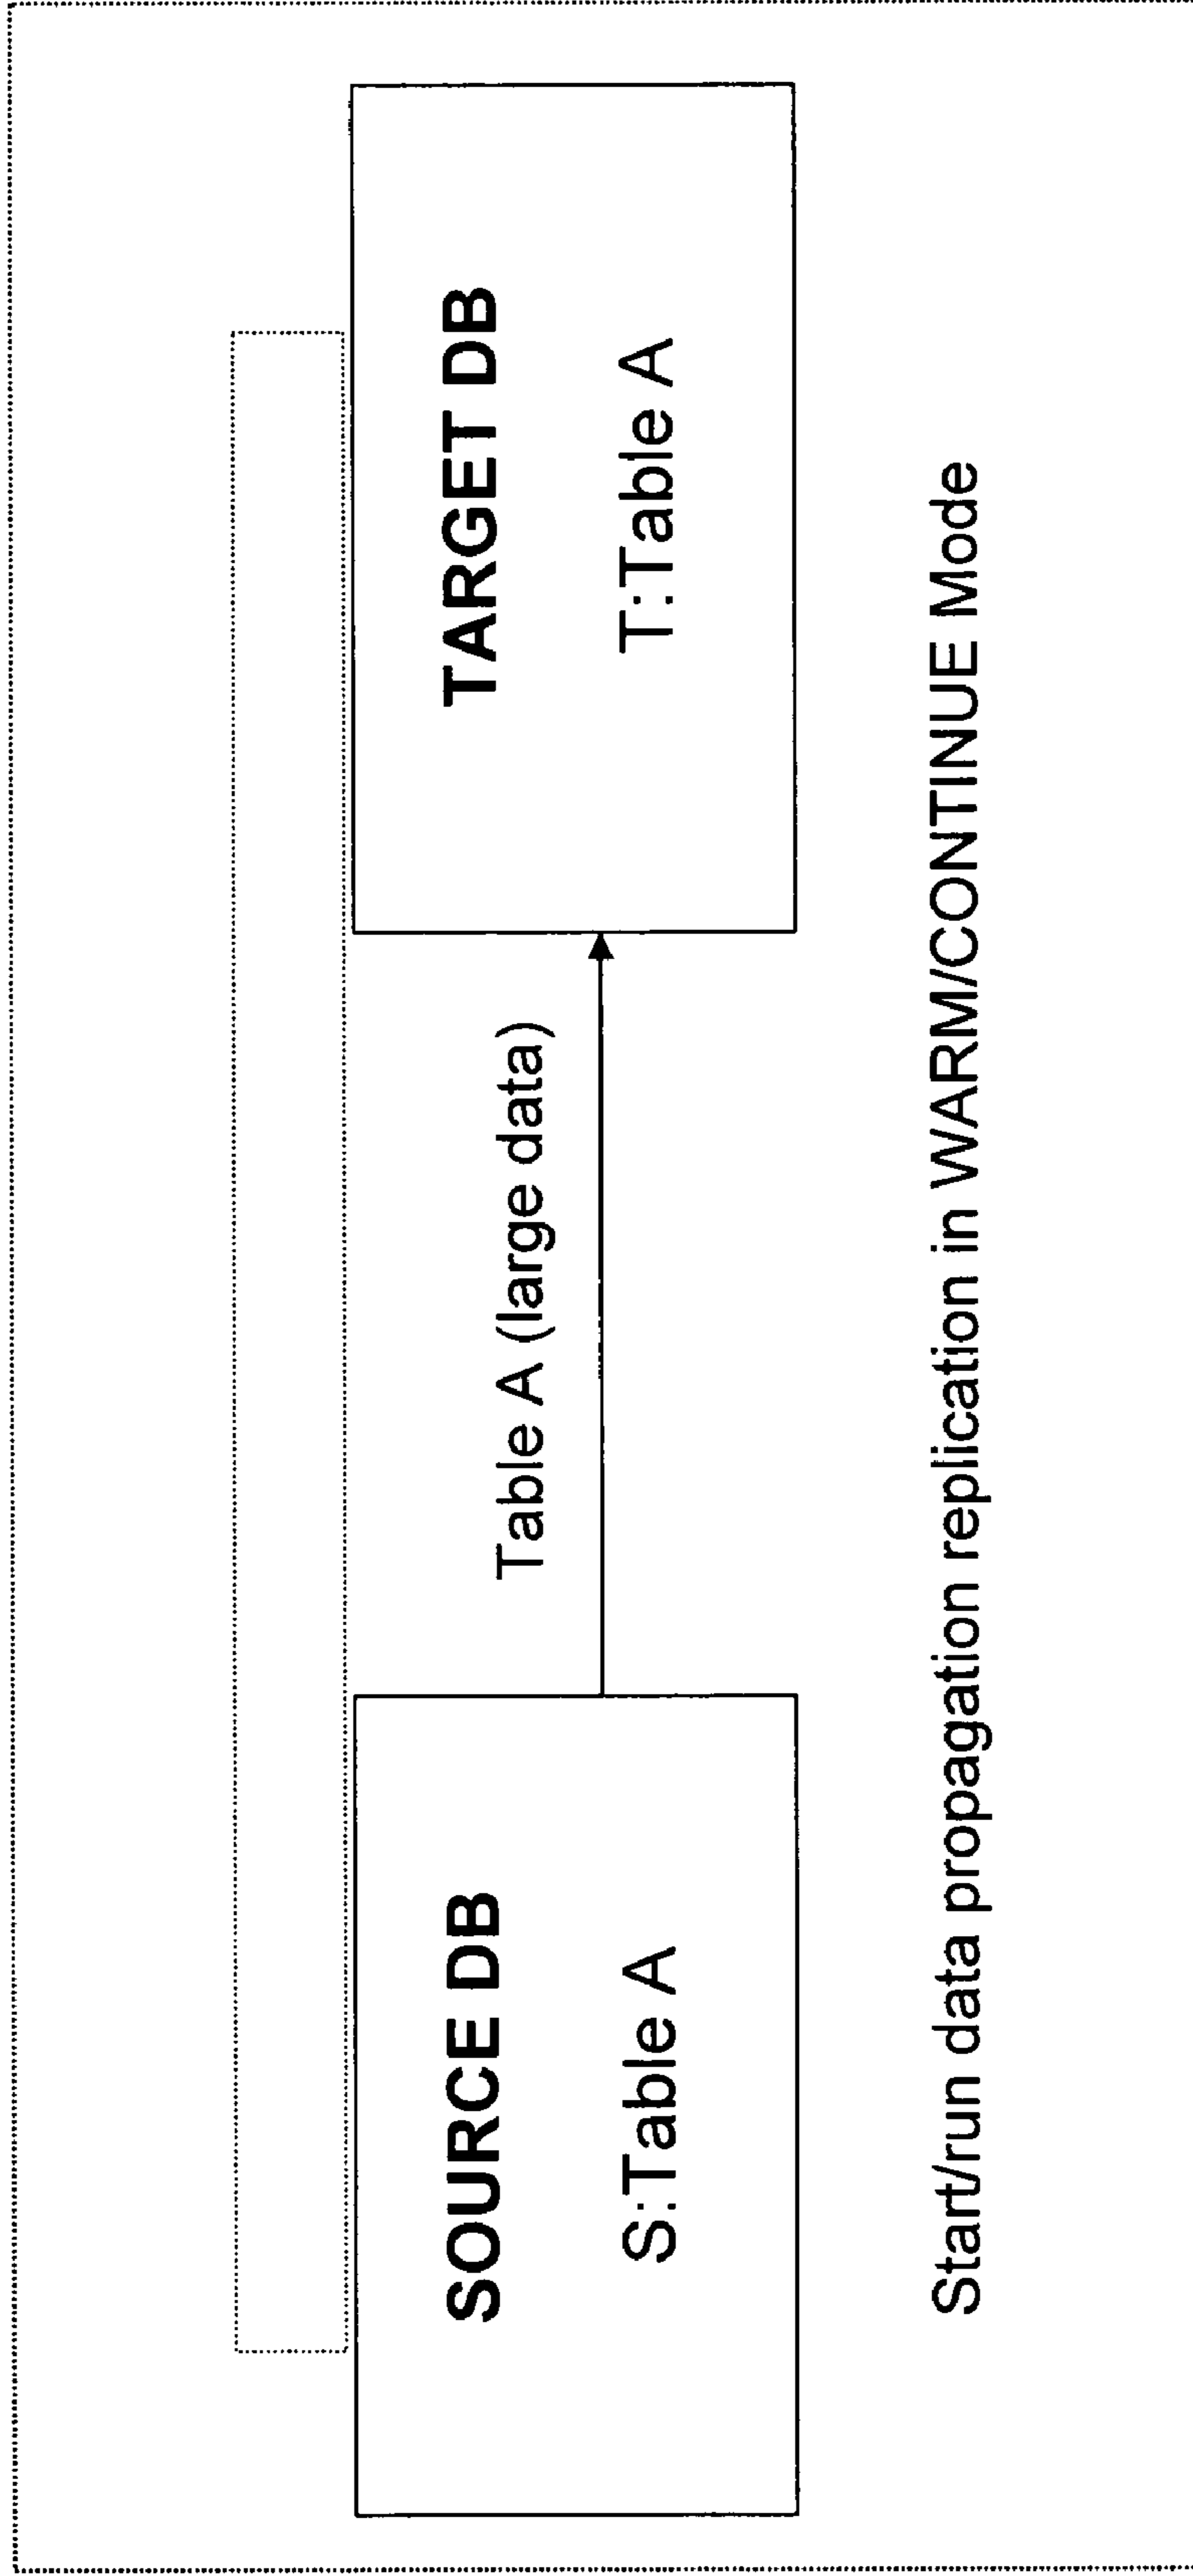 SOURCE DB
S:Table A
Table A (large data)
TARGET DB
T:Table A
Start/run data propagation replication in WARM/CONTINUE Mode